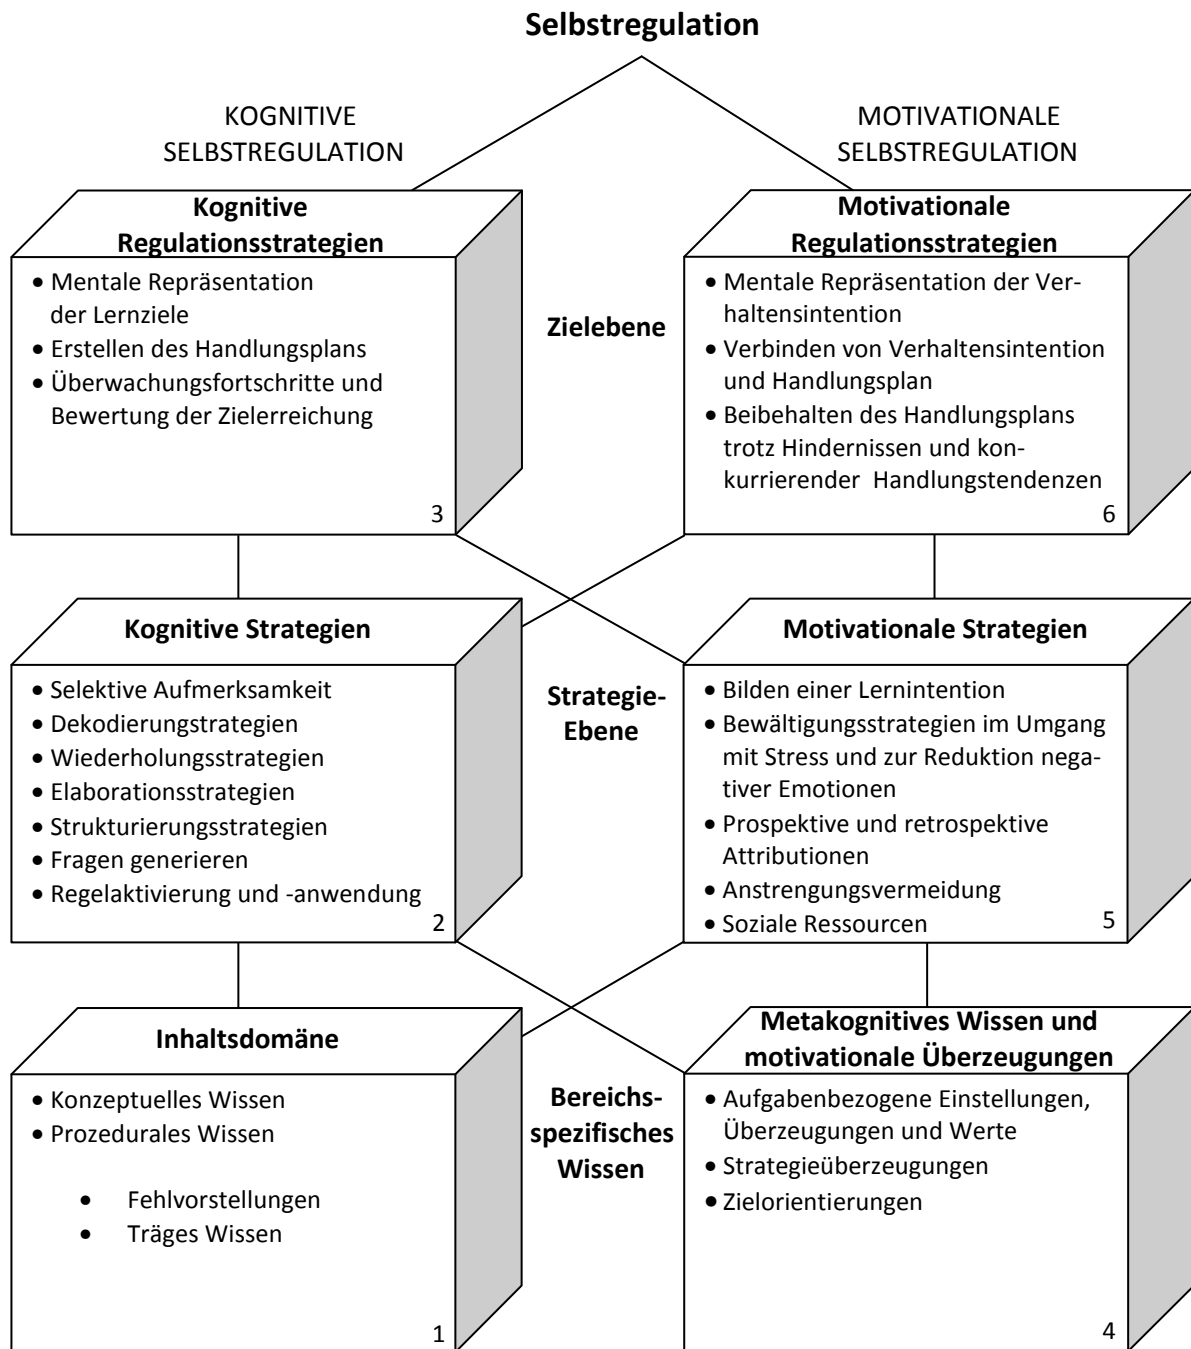 Selbstregulation
KOGNITIVE
SELBSTREGULATION
MOTIVATIONALE
SELBSTREGULATION
Kognitive
Regulationsstrategien
• Mentale Repräsentation
der Lernziele
• Erstellen des Handlungsplans
• Überwachungsfortschritte und
Bewertung der Zielerreichung
3
Zielebene
Motivationale
Regulationsstrategien
• Mentale Repräsentation der Ver-
haltensintention
• Verbinden von Verhaltensintention
und Handlungsplan
• Beibehalten des Handlungsplans
trotz Hindernissen und kon-
kurrierender Handlungstendenzen
6
Kognitive Strategien
• Selektive Aufmerksamkeit
• Dekodierungstrategien
• Wiederholungsstrategien
• Elaborationsstrategien
• Strukturierungsstrategien
• Fragen generieren
• Regelaktivierung und -anwendung
2
Strategie-
Ebene
Motivationale Strategien
• Bilden einer Lernintention
• Bewältigungsstrategien im Umgang
mit Stress und zur Reduktion nega-
tiver Emotionen
• Prospektive und retrospektive
Attributionen
• Anstrengungsvermeidung
• Soziale Ressourcen
5
Inhaltsdomäne
• Konzeptuelles Wissen
• Prozedurales Wissen
• Fehlvorstellungen
• Träges Wissen
1
Bereichs-
spezifisches
Wissen
Metakognitives Wissen und
motivationale Überzeugungen
• Aufgabenbezogene Einstellungen,
Überzeugungen und Werte
• Strategieüberzeugungen
• Zielorientierungen
4